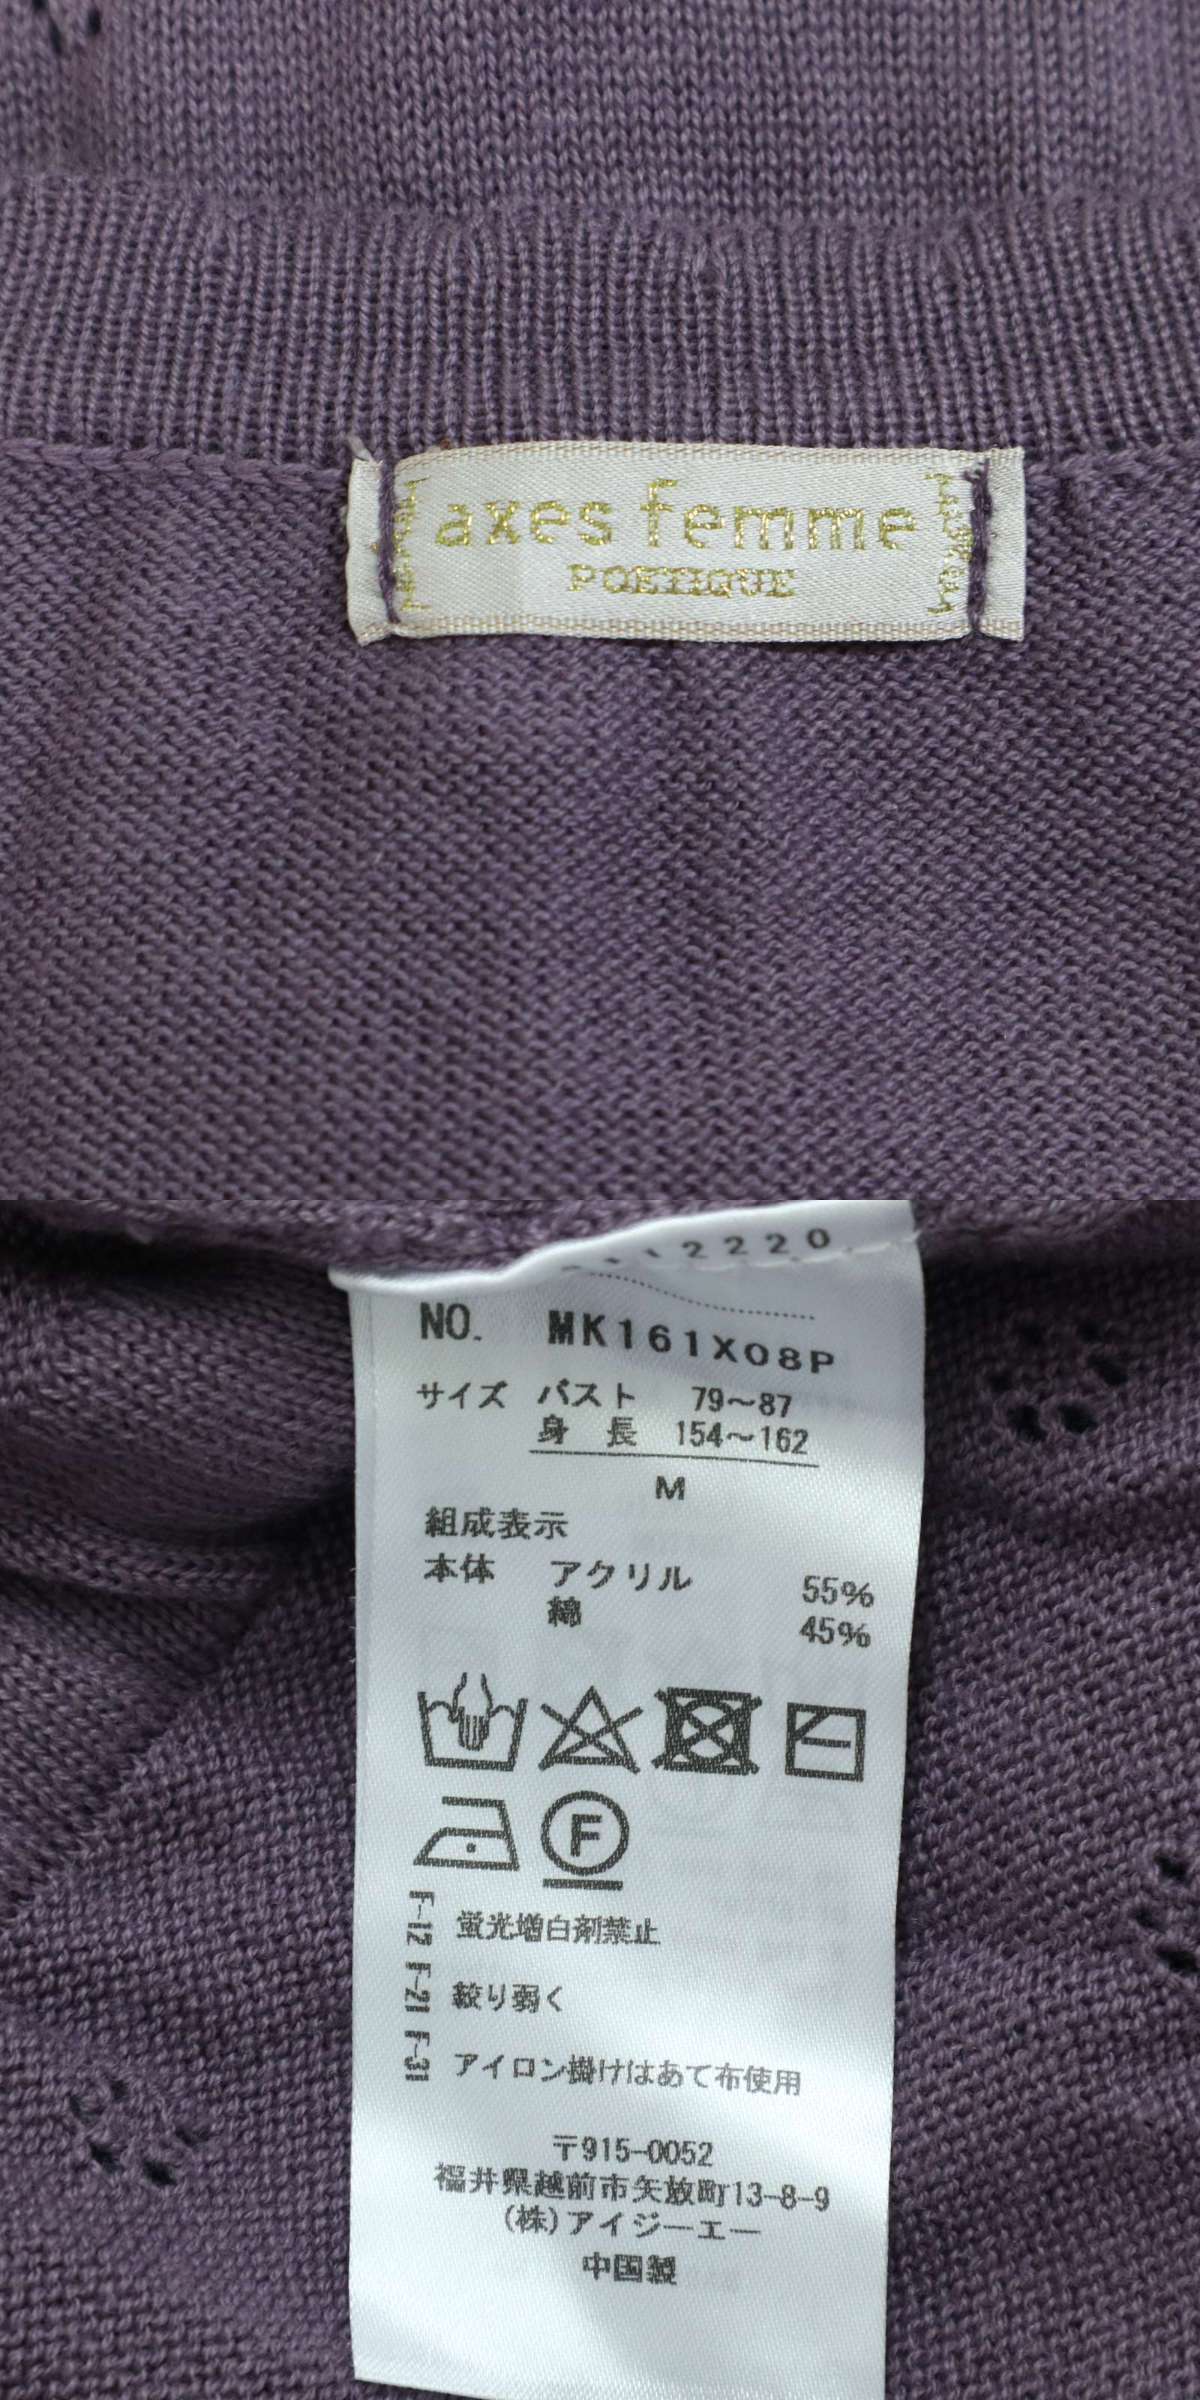 axes femme
POETIQUE
12220
NO. MK161X08P
サイズ バスト 79〜87
身長 154〜162
M
組成表示
本体 アクリル 55%
綿 45%
F
F-12 蛍光増白剤禁止
F-21 絞り弱く
F-31 アイロン掛けはあて布使用
〒915-0052
福井県越前市矢放町13-8-9
(株)アイジーエー
中国製